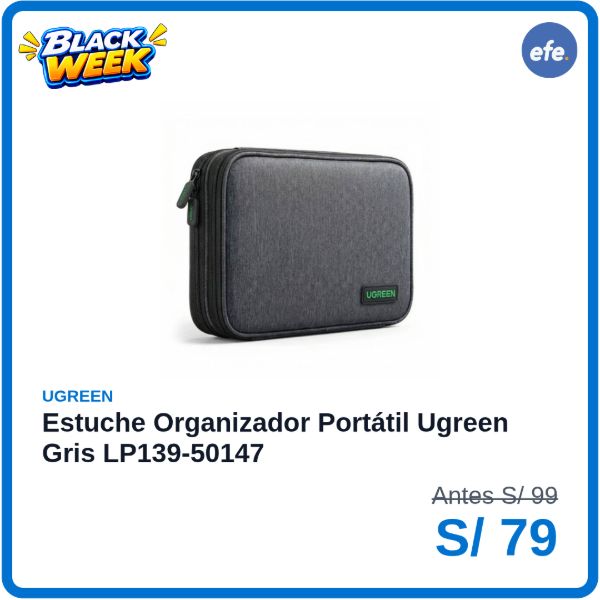 BLACK
WEEK
efe.
UGREEN
UGREEN
Estuche Organizador Portátil Ugreen
Gris LP139-50147
Antes S/ 99
S/ 79